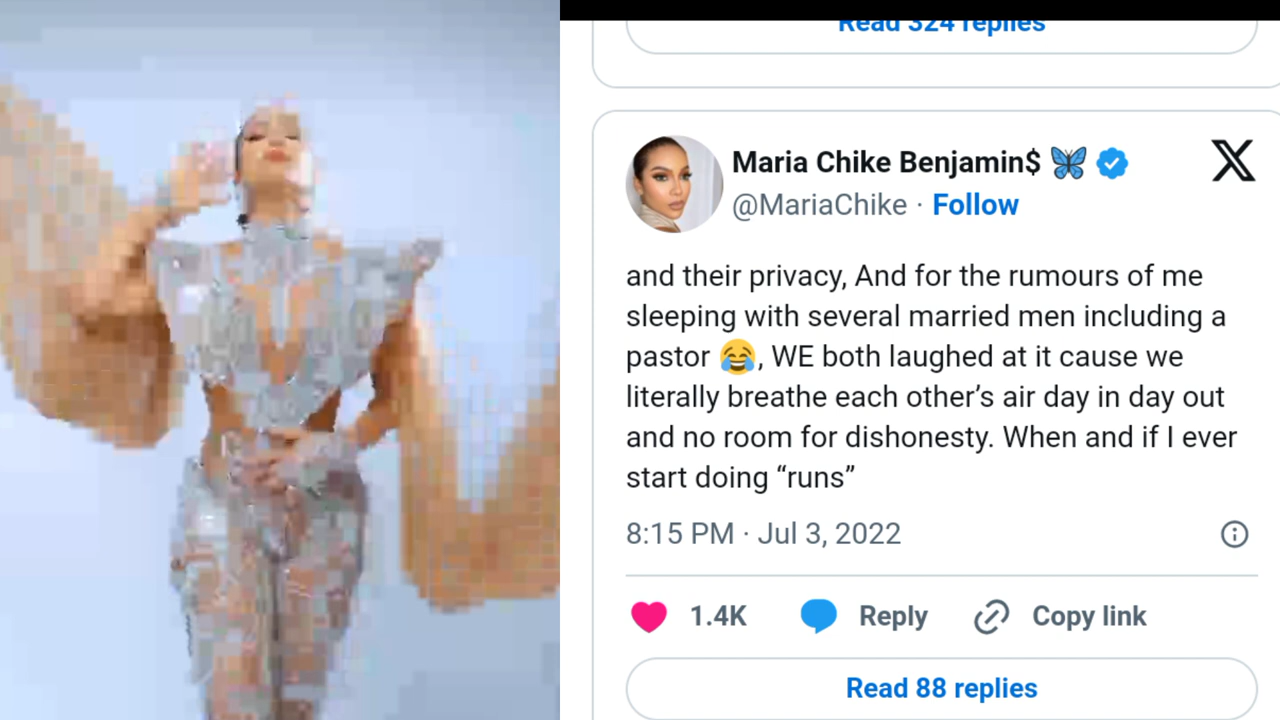 Read 324 replies
Maria Chike Benjamin$ 🦋
@MariaChike · Follow
and their privacy, And for the rumours of me
sleeping with several married men including a
pastor 😂, WE both laughed at it cause we
literally breathe each other’s air day in day out
and no room for dishonesty. When and if I ever
start doing “runs”
8:15 PM · Jul 3, 2022
1.4K Reply Copy link
Read 88 replies